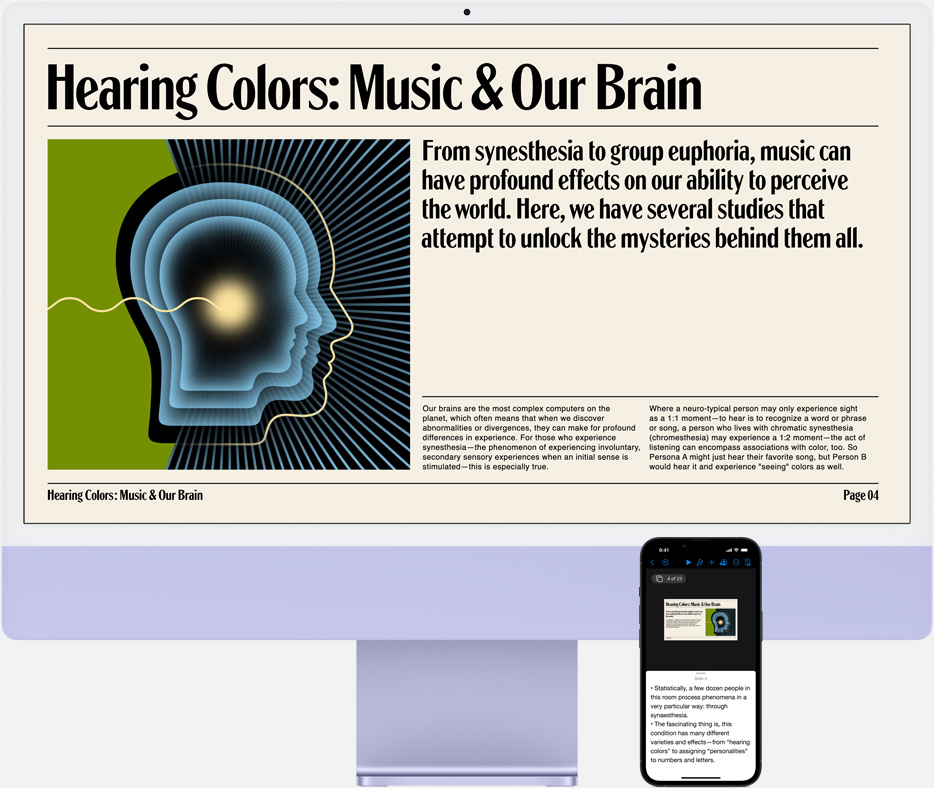 Hearing Colors: Music & Our Brain
From synesthesia to group euphoria, music can
have profound effects on our ability to perceive
the world. Here, we have several studies that
attempt to unlock the mysteries behind them all.
Our brains are the most complex computers on the
planet, which often means that when we discover
abnormalities or divergences, they can make for profound
differences in experience. For those who experience
synesthesia—the phenomenon of experiencing involuntary,
secondary sensory experiences when an initial sense is
stimulated—this is especially true.
Where a neuro-typical person may only experience sight
as a 1:1 moment—to hear is to recognize a word or phrase
or song, a person who lives with chromatic synesthesia
(chromesthesia) may experience a 1:2 moment—the act of
listening can encompass associations with color, too. So
Persona A might just hear their favorite song, but Person B
would hear it and experience "seeing" colors as well.
Hearing Colors: Music & Our Brain
Page 04
9:41
4 of 23
Hearing Colors: Music & Our Brain
Slide 4
• Statistically, a few dozen people in
this room process phenomena in a
very particular way: through
synaesthesia.
• The fascinating thing is, this
condition has many different
varieties and effects—from "hearing
colors" to assigning "personalities"
to numbers and letters.